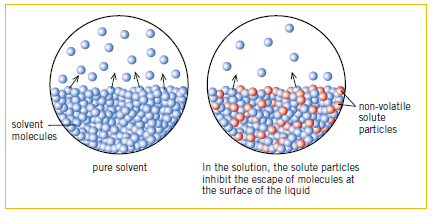 solvent
molecules
non-volatile
solute
particles
pure solvent
In the solution, the solute particles
inhibit the escape of molecules at
the surface of the liquid